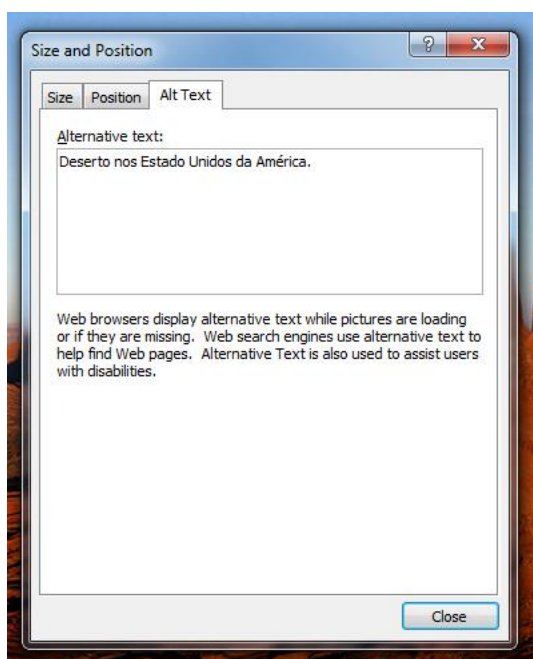 Size and Position
Size Position Alt Text
Alternative text:
Deserto nos Estado Unidos da América.
Web browsers display alternative text while pictures are loading
or if they are missing. Web search engines use alternative text to
help find Web pages. Alternative Text is also used to assist users
with disabilities.
Close